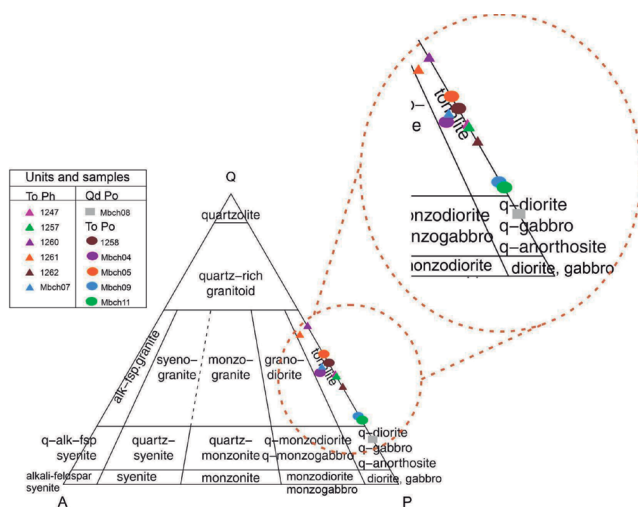 Units and samples
To Ph
Qd Po
1247
Mbch08
1257
To Po
1260
1258
1261
Mbch04
1262
Mbch05
Mbch07
Mbch09
Mbch11
Q
quartzolite
quartz-rich
granitoid
alk-fsp.granite
syeno-
granite
monzo-
granite
grano-
diorite
tonalite
q-alk-fsp
syenite
quartz-
syenite
quartz-
monzonite
q-monzodiorite
q-monzogabbro
q-diorite
q-gabbro
q-anorthosite
alkali-feldspar
syenite
syenite
monzonite
monzodiorite
monzogabbro
diorite, gabbro
A
P
o-
te
onzodiorite
nzogabbro
q-diorite
q-gabbro
q-anorthosite
monzodiorite
diorite, gabbro